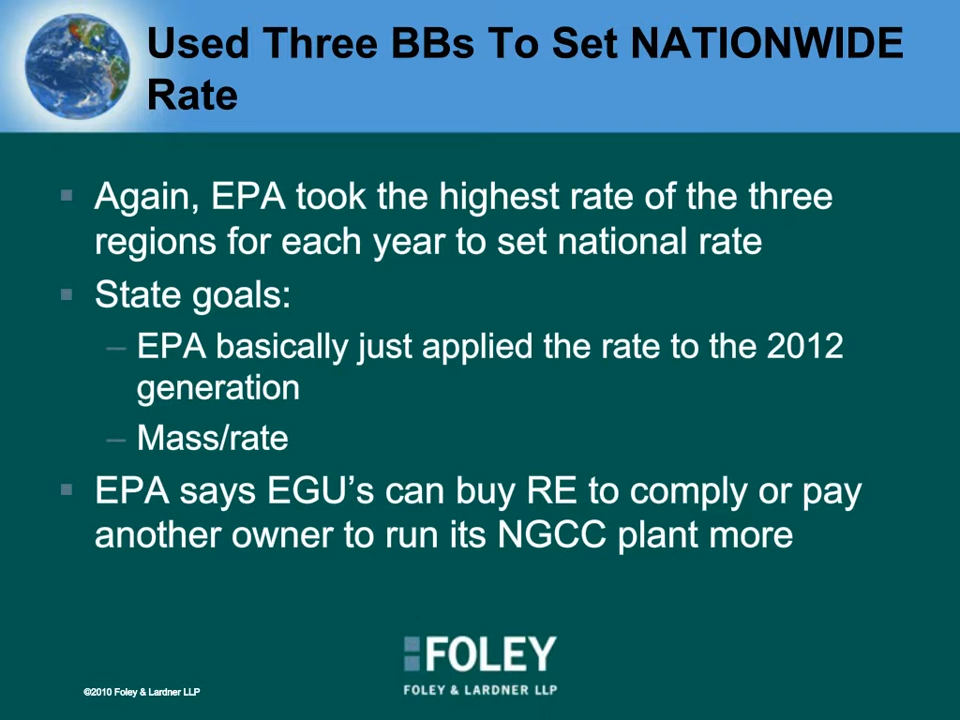 Used Three BBs To Set NATIONWIDE
Rate
Again, EPA took the highest rate of the three
regions for each year to set national rate
State goals:
– EPA basically just applied the rate to the 2012
generation
– Mass/rate
EPA says EGU’s can buy RE to comply or pay
another owner to run its NGCC plant more
FOLEY
FOLEY & LARDNER LLP
©2010 Foley & Lardner LLP